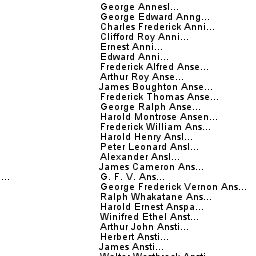 George Annesl...
George Edward Anng...
Charles Frederick Anni...
Clifford Roy Anni...
Ernest Anni...
Edward Anni...
Frederick Alfred Anse...
Arthur Roy Anse...
James Boughton Anse...
Frederick Thomas Anse...
George Ralph Anse...
Harold Montrose Ansen...
Frederick William Ans...
Harold Henry Ansl...
Peter Leonard Ansl...
Alexander Ansl...
James Cameron Ans...
... G. F. V. Ans...
George Frederick Vernon Ans...
Ralph Whakatane Ans...
Harold Ernest Anspa...
Winifred Ethel Anst...
Arthur John Ansti...
Herbert Ansti...
James Ansti...
Walter Westbrook Ansti...